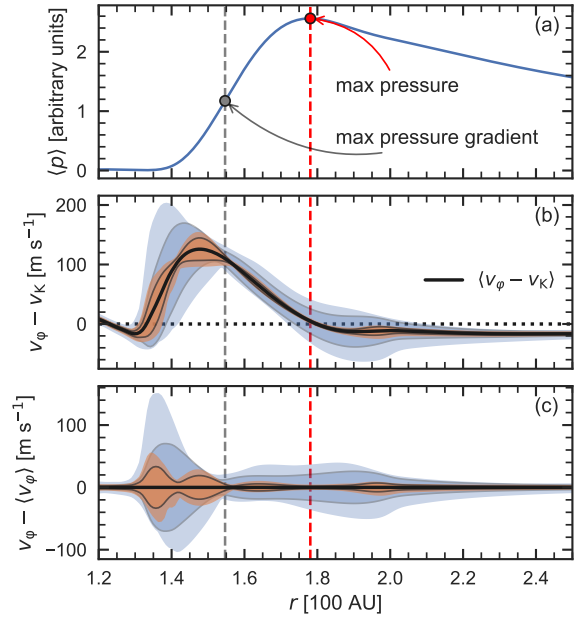 (a)
2
1
0
⟨p⟩ [arbitrary units]
max pressure
max pressure gradient
(b)
200
100
0
v_φ − v_K [m s⁻¹]
⟨v_φ − v_K⟩
(c)
100
0
−100
v_φ − ⟨v_φ⟩ [m s⁻¹]
1.2 1.4 1.6 1.8 2.0 2.2 2.4
r [100 AU]